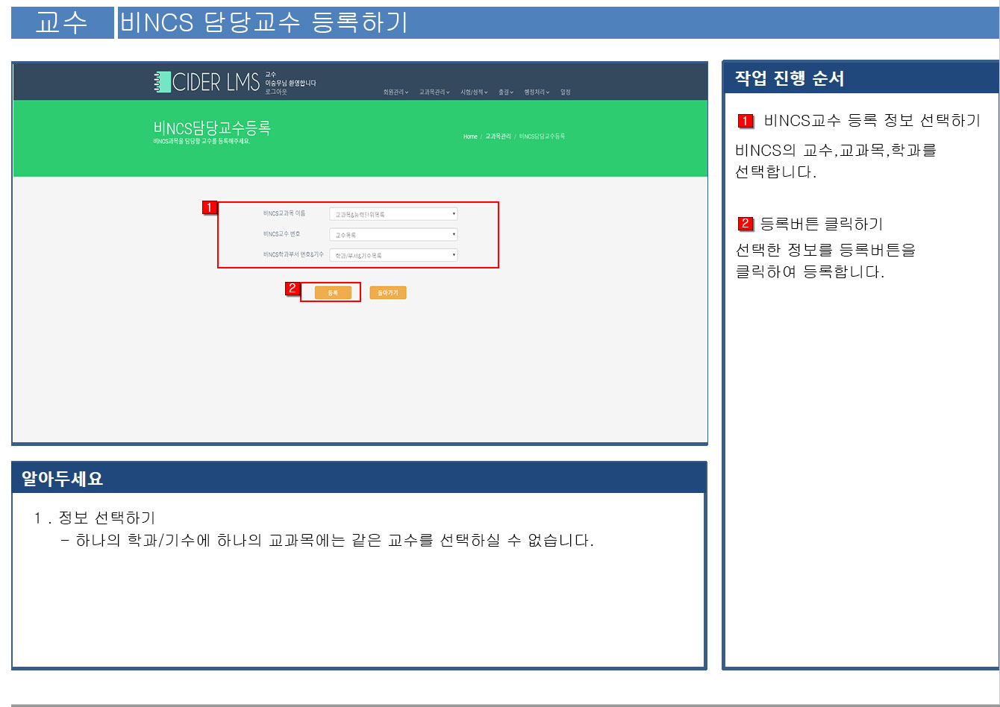 교수
비NCS 담당교수 등록하기
CIDER LMS
교수
이승무님 환영합니다
로그아웃
회원관리 교과목관리 시험/성적 출결 행정처리 일정
비NCS담당교수등록
비NCS과목을 담당할 교수를 등록해주세요.
Home / 교과목관리 / 비NCS담당교수등록
1
비NCS교과목 이름 교과목&능력단위목록
비NCS교수 번호 교수목록
비NCS학과부서 번호&기수 학과/부서&기수목록
2
등록 돌아가기
작업 진행 순서
1 비NCS교수 등록 정보 선택하기
비NCS의 교수,교과목,학과를
선택합니다.
2 등록버튼 클릭하기
선택한 정보를 등록버튼을
클릭하여 등록합니다.
알아두세요
1 . 정보 선택하기
- 하나의 학과/기수에 하나의 교과목에는 같은 교수를 선택하실 수 없습니다.